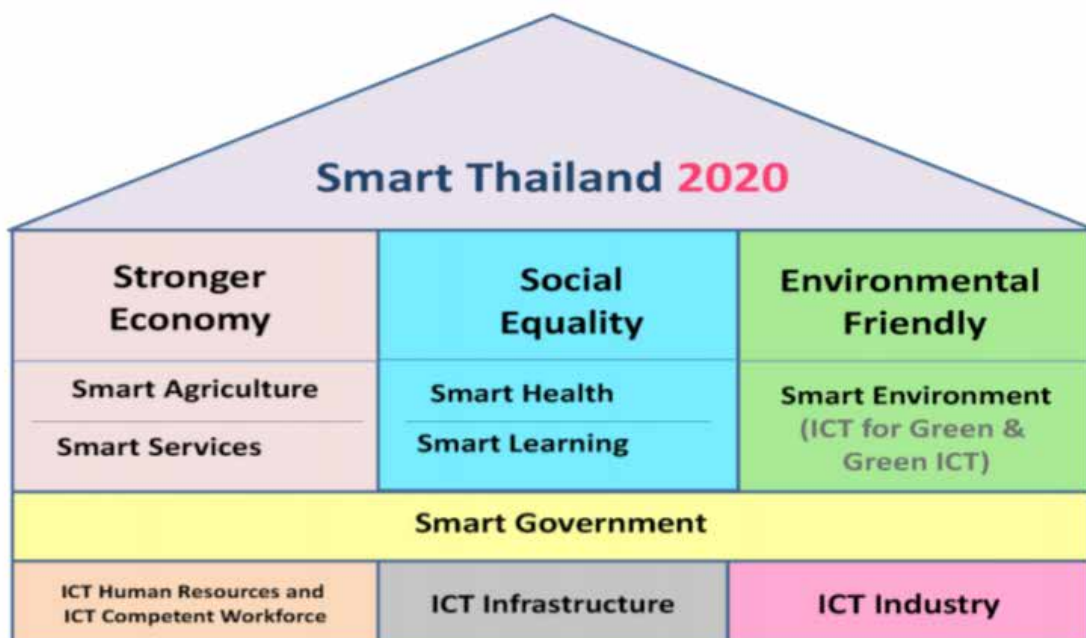 Smart Thailand 2020
Stronger
Economy
Smart Agriculture
Smart Services
Social
Equality
Smart Health
Smart Learning
Environmental
Friendly
Smart Environment
(ICT for Green &
Green ICT)
Smart Government
ICT Human Resources and
ICT Competent Workforce
ICT Infrastructure
ICT Industry